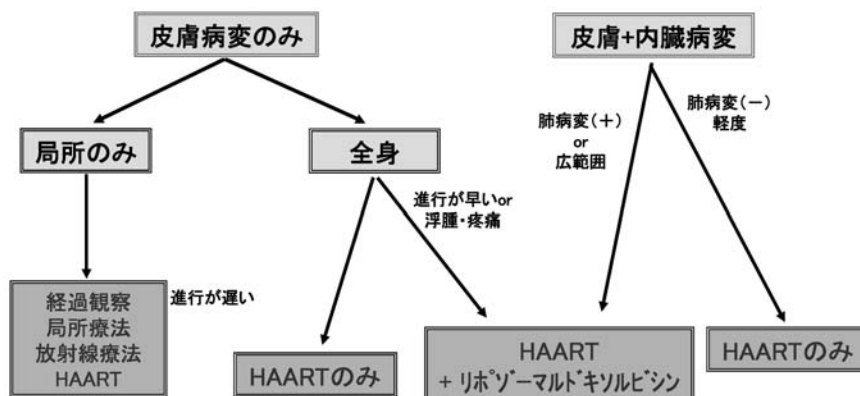 皮膚病変のみ
皮膚+内臓病変
局所のみ
全身
肺病変(+)
or
広範囲
肺病変(－)
軽度
進行が早いor
浮腫・疼痛
経過観察
局所療法
放射線療法
HAART
進行が遅い
HAARTのみ
HAART
+ ﾘﾎﾟｿﾞｰﾏﾙﾄﾞｷｿﾙﾋﾞｼﾝ
HAARTのみ